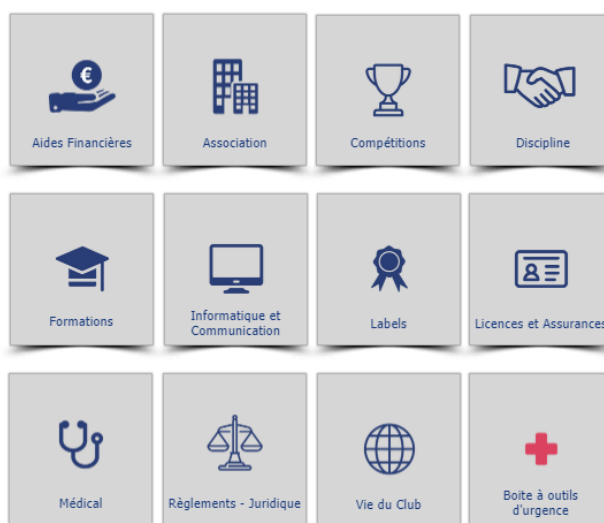 €
Aides Financières
Association
Compétitions
Discipline
Formations
Informatique et
Communication
Labels
Licences et Assurances
Médical
Règlements - Juridique
Vie du Club
Boite à outils
d'urgence